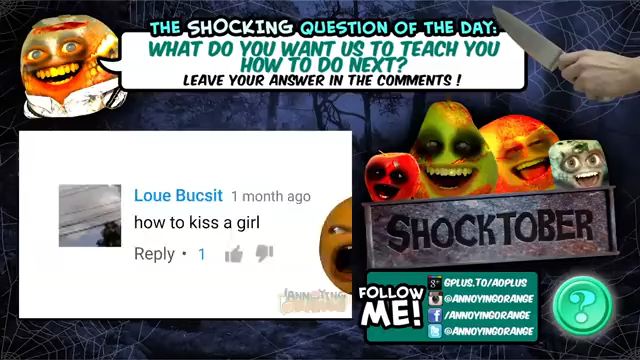 THE SHOCKING QUESTION OF THE DAY:
WHAT DO YOU WANT US TO TEACH YOU
HOW TO DO NEXT?
LEAVE YOUR ANSWER IN THE COMMENTS !
Loue Bucsit 1 month ago
how to kiss a girl
Reply • 1
ANNOYING
ORANGE
SHOCKTOBER
FOLLOW
ME!
g+ GPLUS.TO/AOPLUS
@ANNOYINGORANGE
f /ANNOYINGORANGE
@ANNOYINGORANGE
?